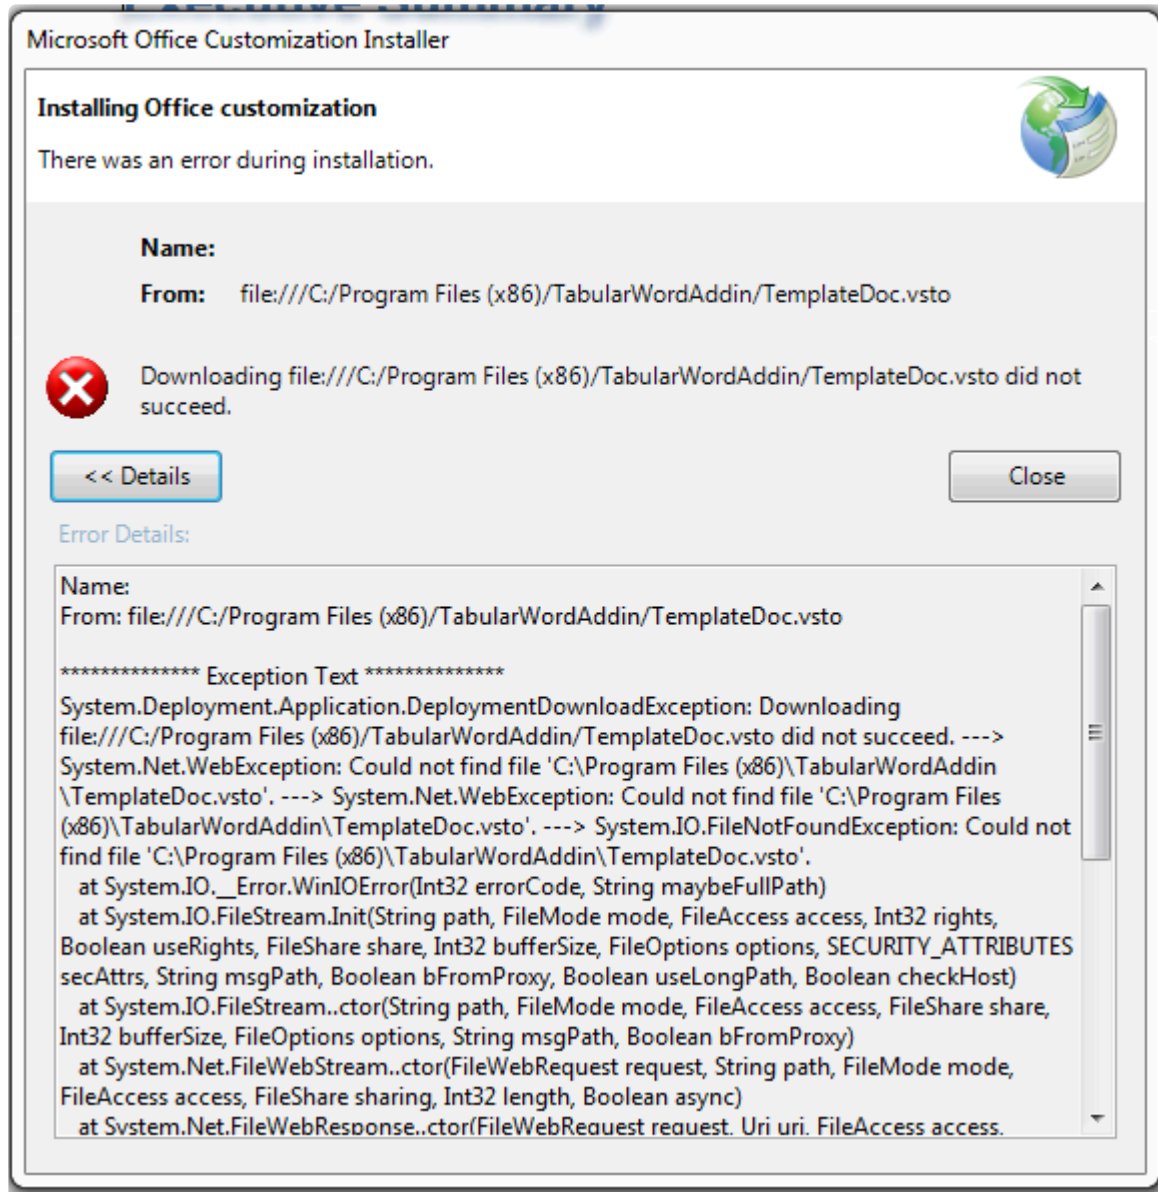 Executive Summary
Microsoft Office Customization Installer
Installing Office customization
There was an error during installation.
Name:
From: file:///C:/Program Files (x86)/TabularWordAddin/TemplateDoc.vsto
Downloading file:///C:/Program Files (x86)/TabularWordAddin/TemplateDoc.vsto did not
succeed.
<< Details
Close
Error Details:
Name:
From: file:///C:/Program Files (x86)/TabularWordAddin/TemplateDoc.vsto
************** Exception Text **************
System.Deployment.Application.DeploymentDownloadException: Downloading
file:///C:/Program Files (x86)/TabularWordAddin/TemplateDoc.vsto did not succeed. --->
System.Net.WebException: Could not find file 'C:\Program Files (x86)\TabularWordAddin
\TemplateDoc.vsto'. ---> System.Net.WebException: Could not find file 'C:\Program Files
(x86)\TabularWordAddin\TemplateDoc.vsto'. ---> System.IO.FileNotFoundException: Could not
find file 'C:\Program Files (x86)\TabularWordAddin\TemplateDoc.vsto'.
at System.IO.__Error.WinIOError(Int32 errorCode, String maybeFullPath)
at System.IO.FileStream.Init(String path, FileMode mode, FileAccess access, Int32 rights,
Boolean useRights, FileShare share, Int32 bufferSize, FileOptions options, SECURITY_ATTRIBUTES
secAttrs, String msgPath, Boolean bFromProxy, Boolean useLongPath, Boolean checkHost)
at System.IO.FileStream..ctor(String path, FileMode mode, FileAccess access, FileShare share,
Int32 bufferSize, FileOptions options, String msgPath, Boolean bFromProxy)
at System.Net.FileWebStream..ctor(FileWebRequest request, String path, FileMode mode,
FileAccess access, FileShare sharing, Int32 length, Boolean async)
at System.Net.FileWebResponse..ctor(FileWebRequest request, Uri uri, FileAccess access,